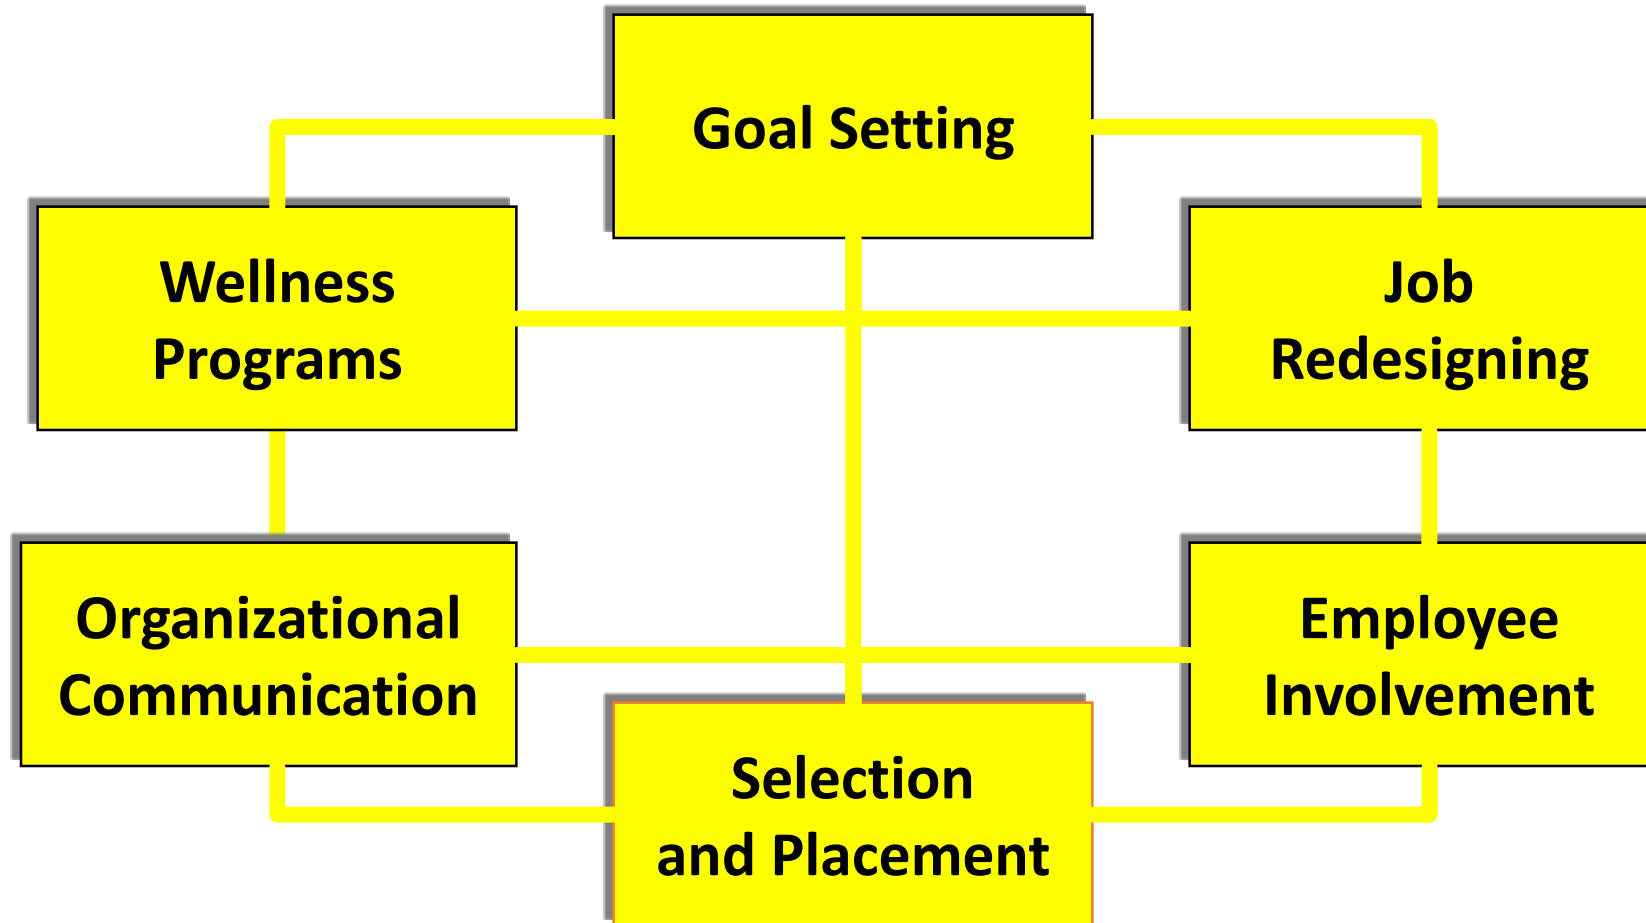 Goal Setting
Wellness
Programs
Job
Redesigning
Organizational
Communication
Employee
Involvement
Selection
and Placement